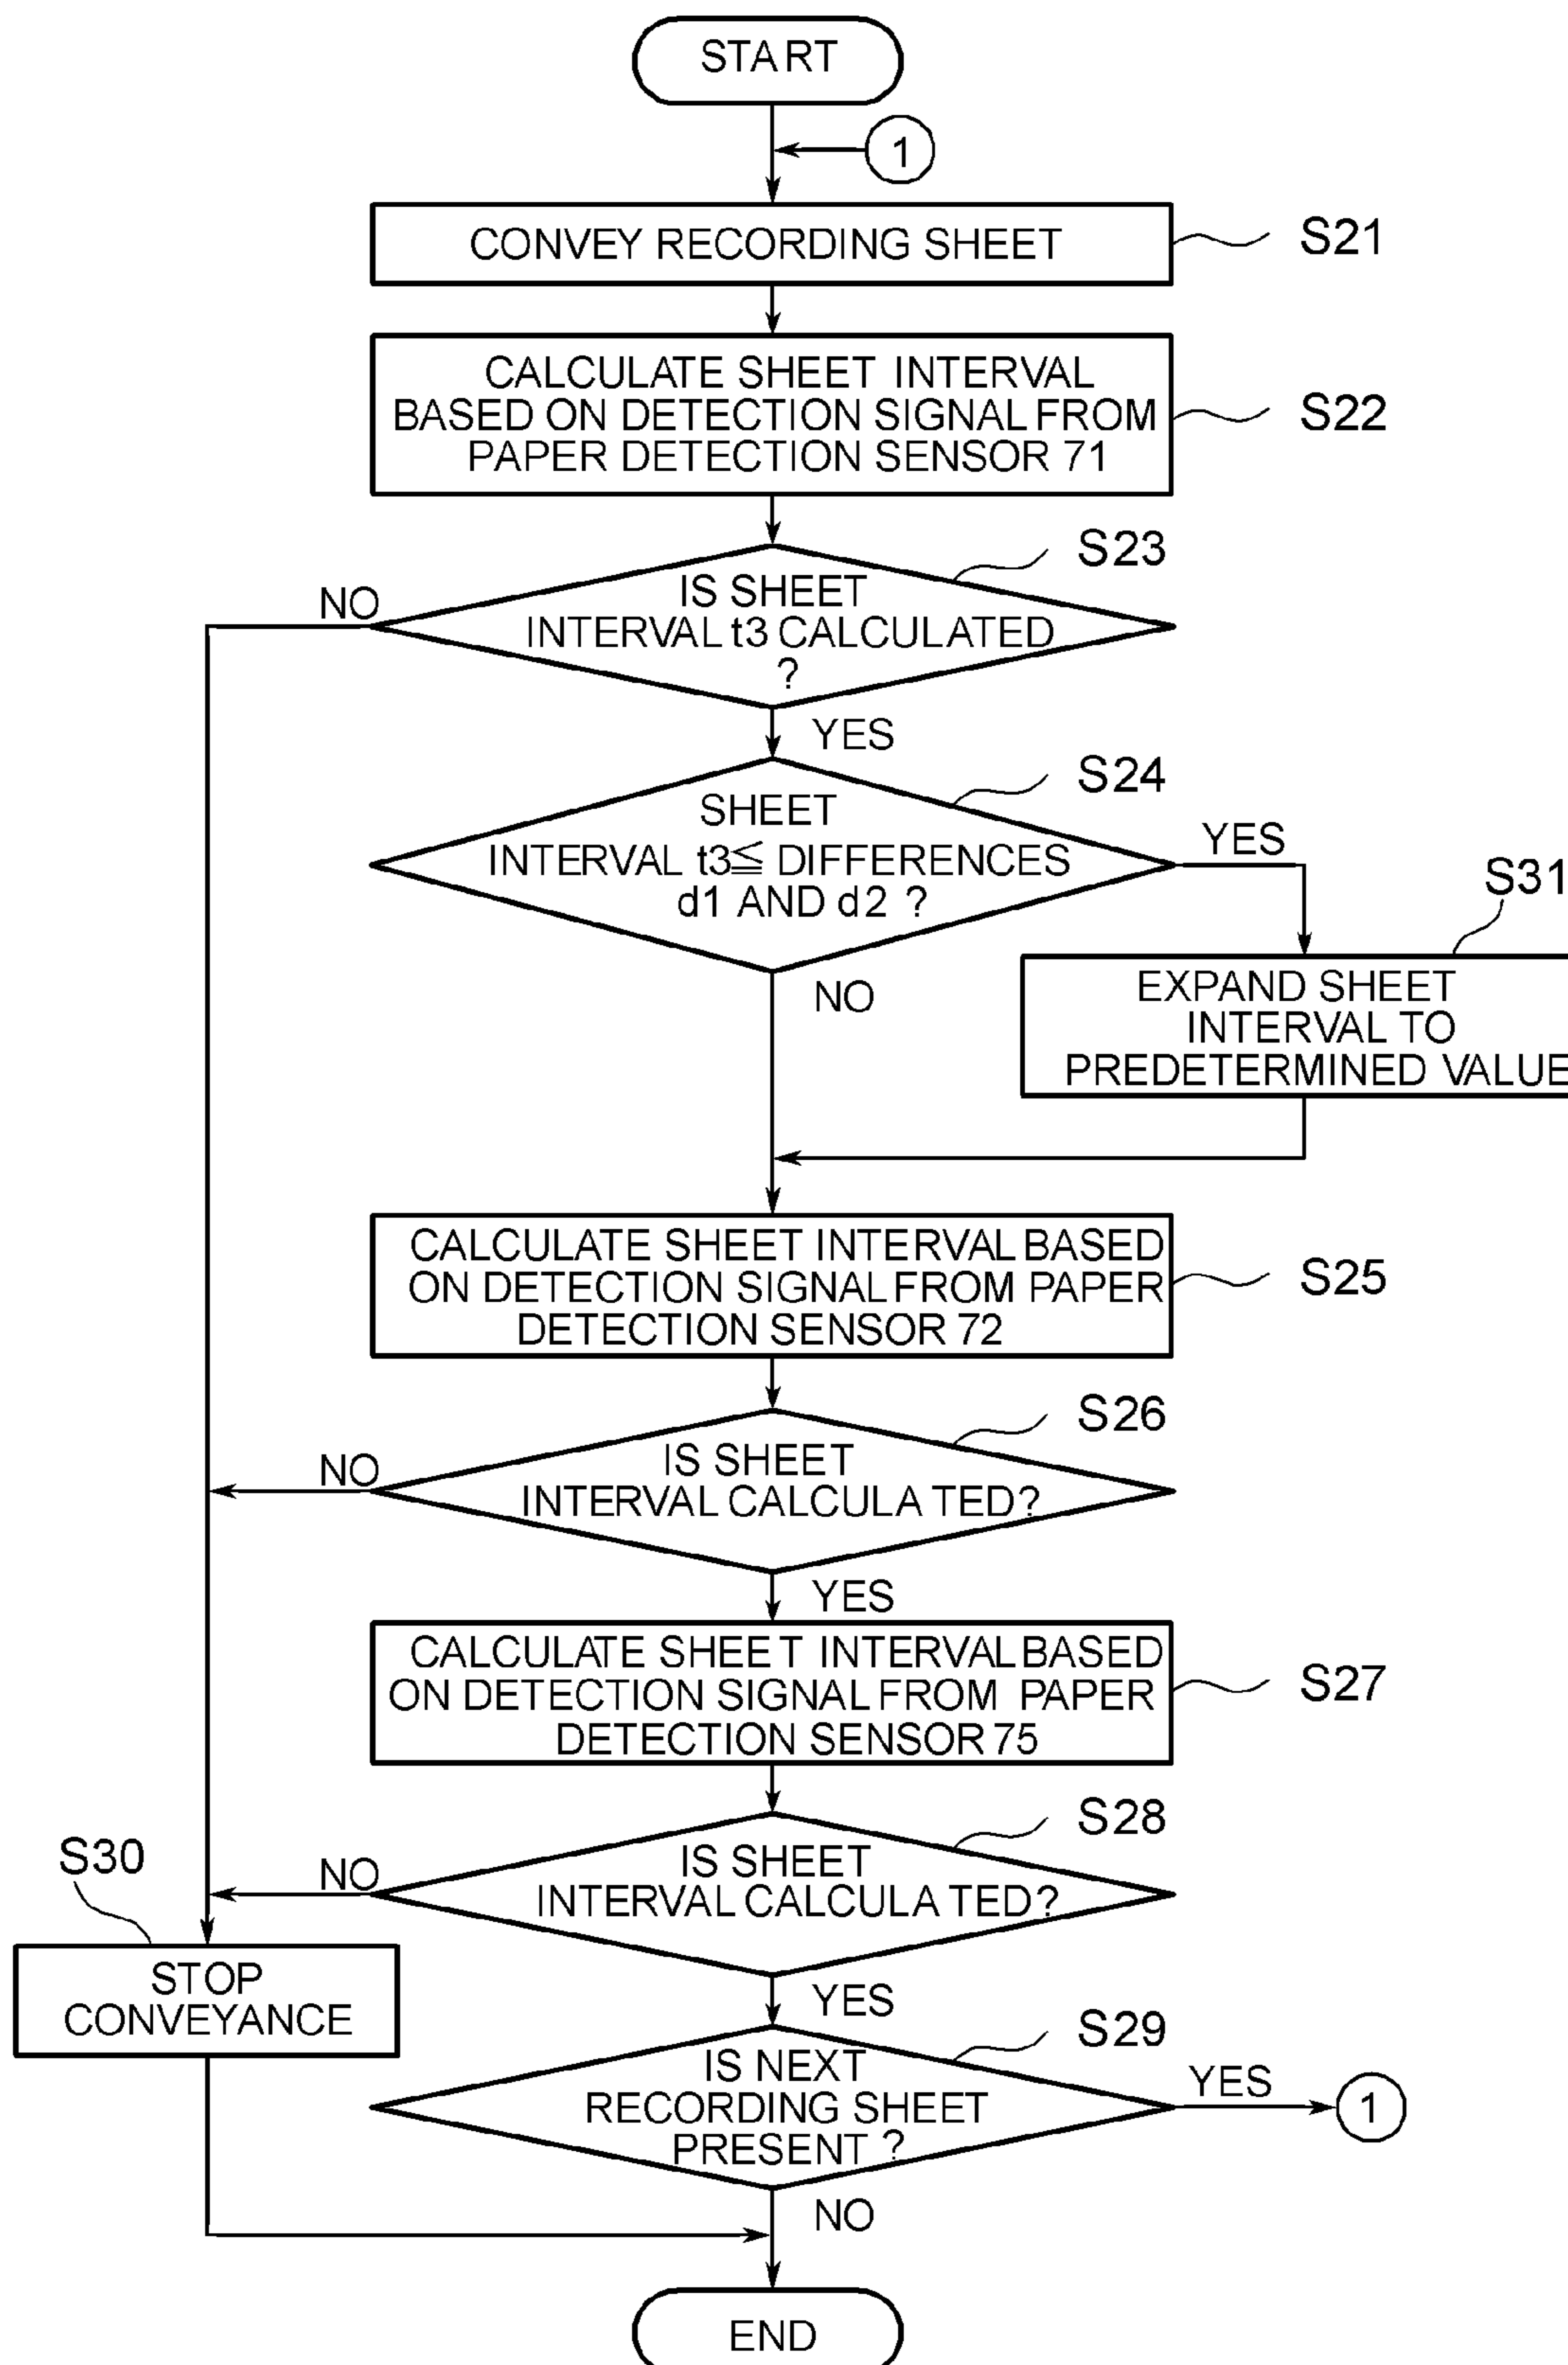 START
1
CONVEY RECORDING SHEET
S21
CALCULATE SHEET INTERVAL
BASED ON DETECTION SIGNAL FROM
PAPER DETECTION SENSOR 71
S22
S23
NO
IS SHEET
INTERVAL t3 CALCULATED
?
YES
S24
SHEET
INTERVAL t3≦ DIFFERENCES
d1 AND d2 ?
YES
S31
NO
EXPAND SHEET
INTERVAL TO
PREDETERMINED VALUE
CALCULATE SHEET INTERVAL BASED
ON DETECTION SIGNAL FROM PAPER
DETECTION SENSOR 72
S25
S26
NO
IS SHEET
INTERVAL CALCULA TED?
YES
CALCULATE SHEET INTERVAL BASED
ON DETECTION SIGNAL FROM PAPER
DETECTION SENSOR 75
S27
S28
S30
NO
IS SHEET
INTERVAL CALCULA TED?
STOP
CONVEYANCE
YES
S29
IS NEXT
RECORDING SHEET
PRESENT ?
YES
1
NO
END